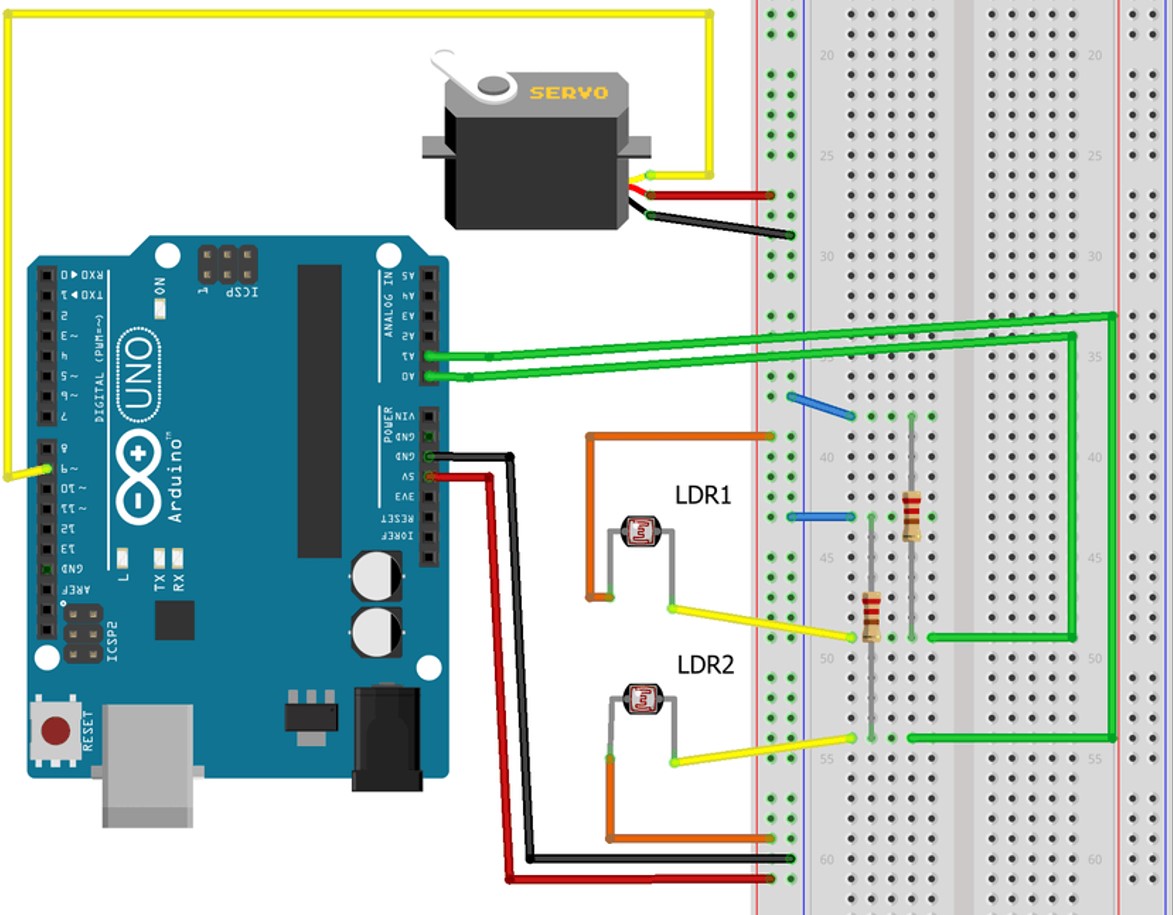 SERVO
20
20
25
25
30
30
35
35
40
40
45
45
50
50
55
55
60
60
LDR1
LDR2
ON
ICSP
1
RX0 ◀ 0
TX0 ▶ 1
2
3 ~
4
5 ~
6 ~
7
8
9 ~
10 ~
11 ~
12
13
GND
AREF
DIGITAL (PWM=~)
UNO
Arduino™
L
TX
RX
ICSP2
RESET
ANALOG IN
A5
A4
A3
A2
A1
A0
POWER
VIN
GND
GND
5V
3V3
RESET
IOREF